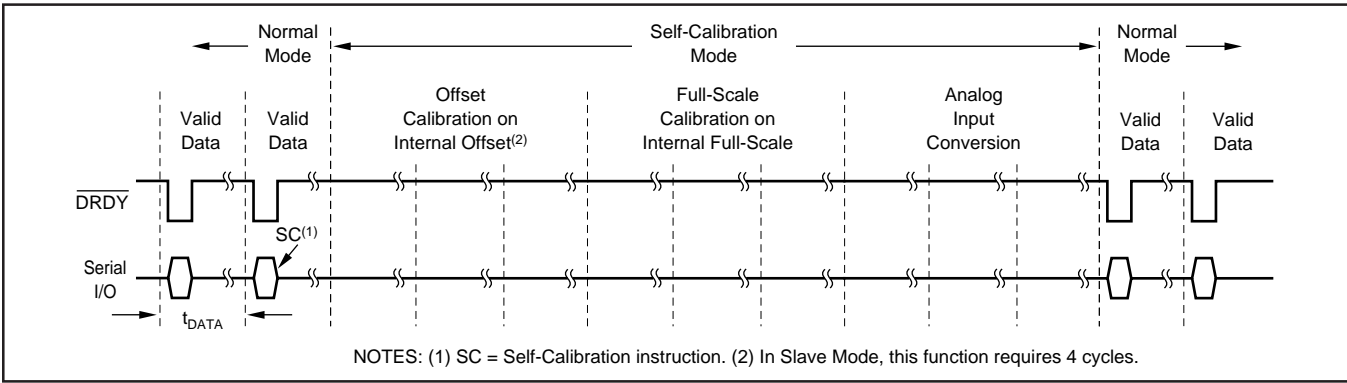 Normal
Mode
Self-Calibration
Mode
Normal
Mode
Valid
Data
Valid
Data
Offset
Calibration on
Internal Offset(2)
Full-Scale
Calibration on
Internal Full-Scale
Analog
Input
Conversion
Valid
Data
Valid
Data
DRDY
SC(1)
Serial
I/O
tDATA
NOTES: (1) SC = Self-Calibration instruction. (2) In Slave Mode, this function requires 4 cycles.